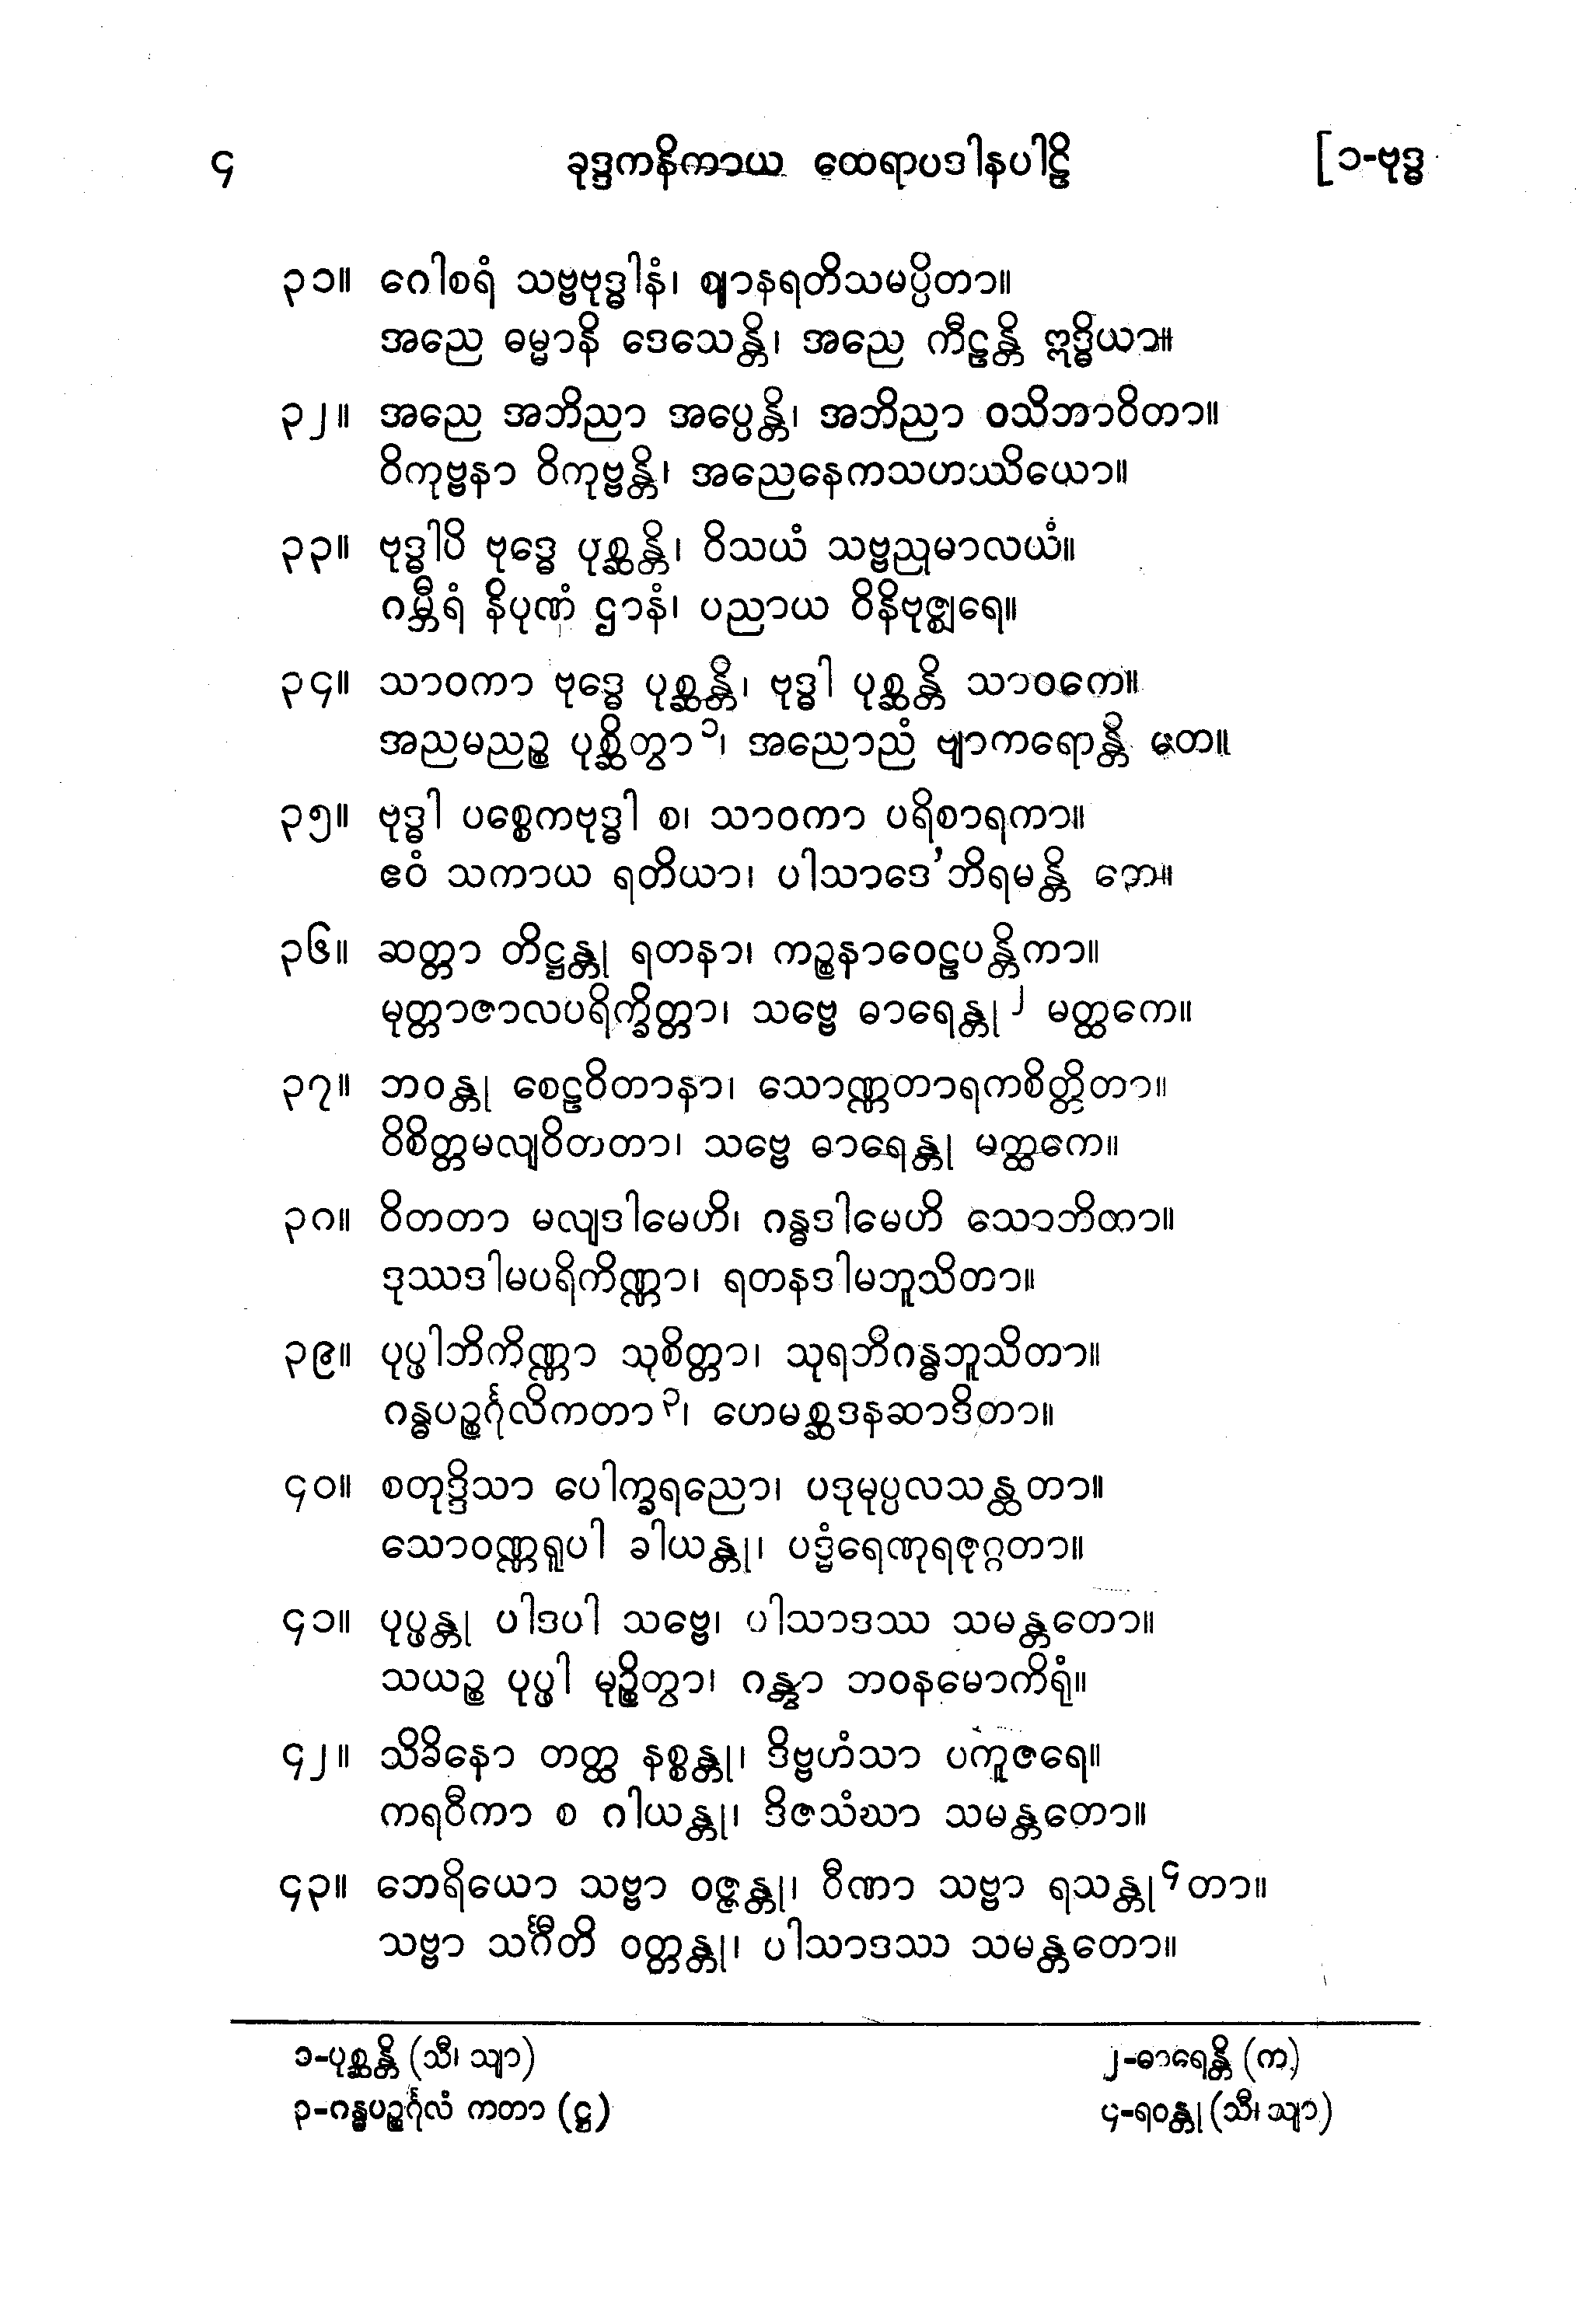 ၄ ခုဒ္ဒကနိကာယ ထေရာပဒါနပါဠိ [၁-ဗုဒ္ဓ
၃၁။ ဂေါစရံ သဗ္ဗဗုဒ္ဓါနံ၊ ဈာနရတိသမပ္ပိတာ။
အညေ ဓမ္မာနိ ဒေသေန္တိ၊ အညေ ကီဠန္တိ ဣဒ္ဓိယာ။
၃၂။ အညေ အဘိညာ အပ္ပေန္တိ၊ အဘိညာ ဝသိဘာဝိတာ။
ဝိကုဗ္ဗနာ ဝိကုဗ္ဗန္တိ၊ အညေနေကသဟဿိယော။
၃၃။ ဗုဒ္ဓါပိ ဗုဒ္ဓေ ပုစ္ဆန္တိ၊ ဝိသယံ သဗ္ဗညုမာလယံ။
ဂမ္ဘီရံ နိပုဏံ ဌာနံ၊ ပညာယ ဝိနိဗုဇ္ဈရေ။
၃၄။ သာဝကာ ဗုဒ္ဓေ ပုစ္ဆန္တိ၊ ဗုဒ္ဓါ ပုစ္ဆန္တိ သာဝကေ။
အညမညဉ္စ ပုစ္ဆိတွာ၁၊ အညောညံ ဗျာကရောန္တိ တေ။
၃၅။ ဗုဒ္ဓါ ပစ္စေကဗုဒ္ဓါ စ၊ သာဝကာ ပရိစာရကာ။
ဧဝံ သကာယ ရတိယာ၊ ပါသာဒေ’ဘိရမန္တိ တေ။
၃၆။ ဆတ္တာ တိဋ္ဌန္တု ရတနာ၊ ကဉ္စနာဝေဠပန္တိကာ။
မုတ္တာဇာလပရိက္ခိတ္တာ၊ သဗ္ဗေ ဓာရေန္တု၂ မတ္ထကေ။
၃၇။ ဘဝန္တု စေဠဝိတာနာ၊ သောဏ္ဏတာရကစိတ္တိတာ။
ဝိစိတ္တမလျဝိတတာ၊ သဗ္ဗေ ဓာရေန္တု မတ္ထကေ။
၃၈။ ဝိတတာ မလျဒါမေဟိ၊ ဂန္ဓဒါမေဟိ သောဘိတာ။
ဒုဿဒါမပရိကိဏ္ဏာ၊ ရတနဒါမဘူသိတာ။
၃၉။ ပုပ္ဖါဘိကိဏ္ဏာ သုစိတ္တာ၊ သုရဘိဂန္ဓဘူသိတာ။
ဂန္ဓပဉ္စင်္ဂုလိကတာ၃၊ ဟေမစ္ဆဒနဆာဒိတာ။
၄၀။ စတုဒ္ဒိသာ ပေါက္ခရညော၊ ပဒုမုပ္ပလသန္ထတာ။
သောဝဏ္ဏရူပါ ခါယန္တု၊ ပဒ္မံရေဏုရဇုဂ္ဂတာ။
၄၁။ ပုပ္ဖန္တု ပါဒပါ သဗ္ဗေ၊ ပါသာဒဿ သမန္တတော။
သယဉ္စ ပုပ္ဖါ မုဉ္စိတွာ၊ ဂန္တွာ ဘဝနမောကိရုံ။
၄၂။ သိခိနော တတ္ထ နစ္စန္တု၊ ဒိဗ္ဗဟံသာ ပကူဇရေ။
ကရဝီကာ စ ဂါယန္တု၊ ဒိဇသံဃာ သမန္တတော။
၄၃။ ဘေရိယော သဗ္ဗာ ဝဇ္ဇန္တု၊ ဝီဏာ သဗ္ဗာ ရသန္တု၄တာ။
သဗ္ဗာ သင်္ဂီတိ ဝတ္တန္တု၊ ပါသာဒဿ သမန္တတော။
၁-ပုစ္ဆန္တိ (သီ၊ သျာ) ၂-ဓာရေန္တိ (က)
၃-ဂန္ဓပဉ္စင်္ဂုလံ ကတာ (ဋ္ဌ) ၄-ရဝန္တု (သီ၊ သျာ)